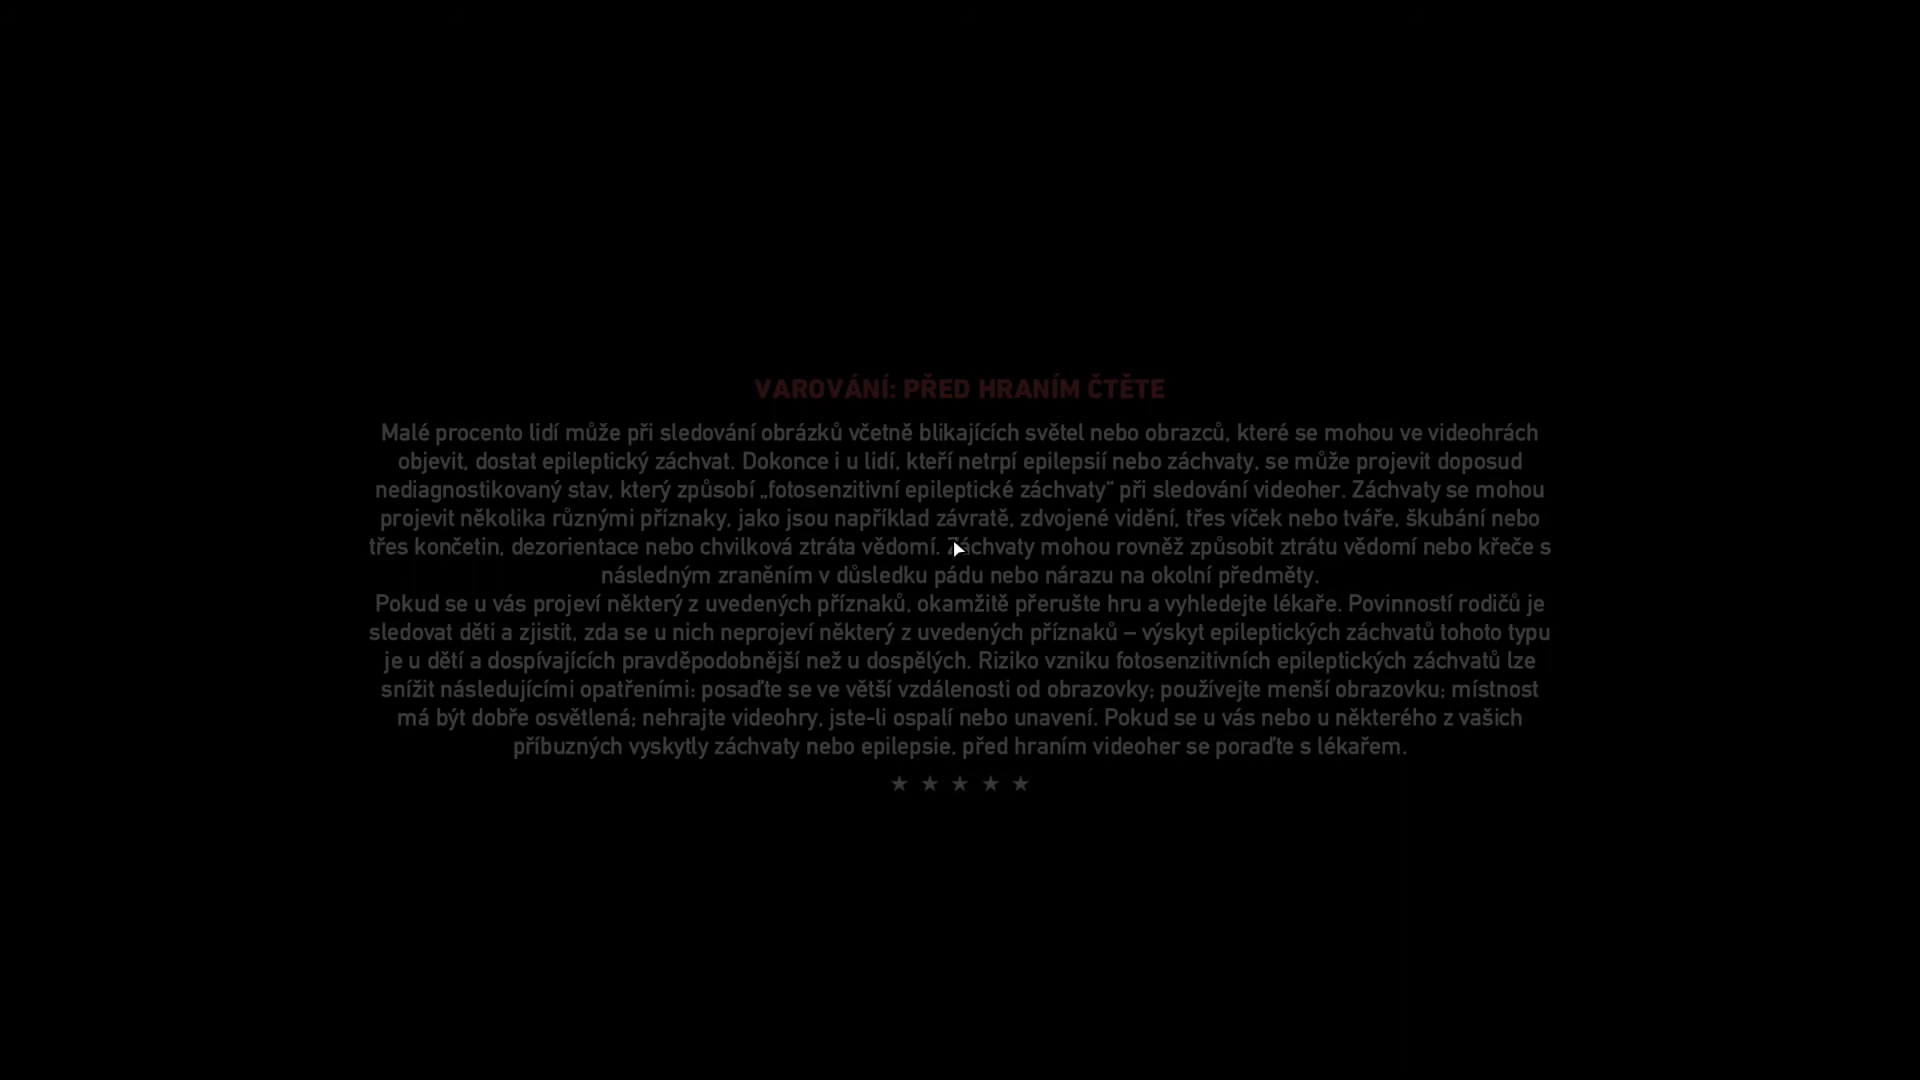 VAROVÁNÍ: PŘED HRANÍM ČTĚTE
Malé procento lidí může při sledování obrázků včetně blikajících světel nebo obrazců, které se mohou ve videohrách
objevit, dostat epileptický záchvat. Dokonce i u lidí, kteří netrpí epilepsií nebo záchvaty, se může projevit doposud
nediagnostikovaný stav, který způsobí „fotosenzitivní epileptické záchvaty“ při sledování videoher. Záchvaty se mohou
projevit několika různými příznaky, jako jsou například závratě, zdvojené vidění, třes víček nebo tváře, škubání nebo
třes končetin, dezorientace nebo chvilková ztráta vědomí. Záchvaty mohou rovněž způsobit ztrátu vědomí nebo křeče s
následným zraněním v důsledku pádu nebo nárazu na okolní předměty.
Pokud se u vás projeví některý z uvedených příznaků, okamžitě přerušte hru a vyhledejte lékaře. Povinností rodičů je
sledovat děti a zjistit, zda se u nich neprojeví některý z uvedených příznaků – výskyt epileptických záchvatů tohoto typu
je u dětí a dospívajících pravděpodobnější než u dospělých. Riziko vzniku fotosenzitivních epileptických záchvatů lze
snížit následujícími opatřeními: posaďte se ve větší vzdálenosti od obrazovky; používejte menší obrazovku; místnost
má být dobře osvětlená; nehrajte videohry, jste-li ospalí nebo unavení. Pokud se u vás nebo u některého z vašich
příbuzných vyskytly záchvaty nebo epilepsie, před hraním videoher se poraďte s lékařem.
★ ★ ★ ★ ★